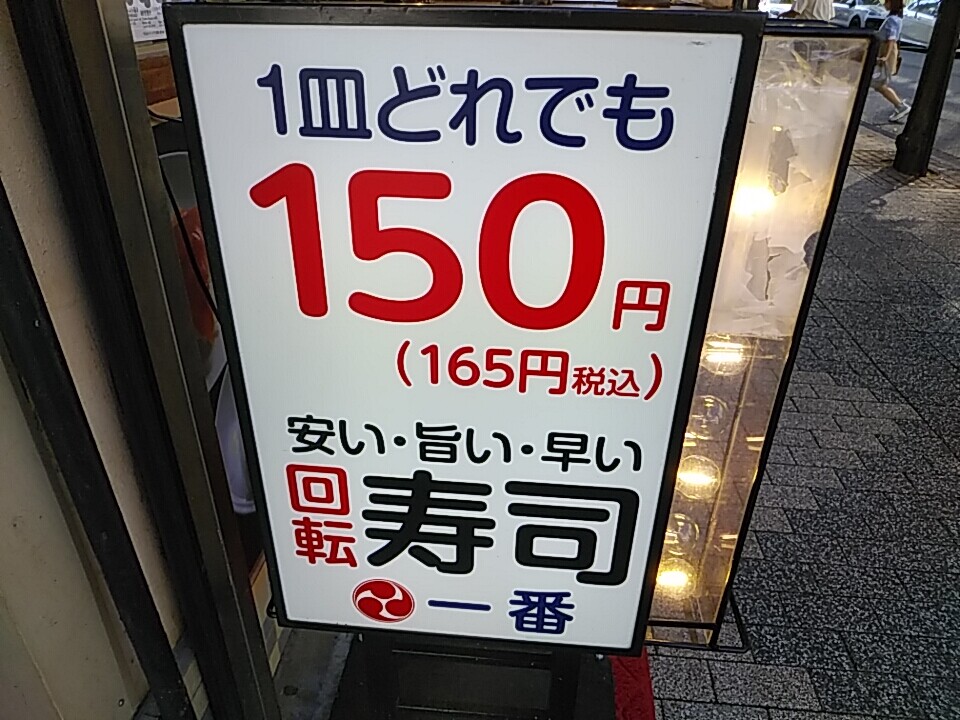 1皿どれでも
150円
(165円税込)
安い・旨い・早い
回転寿司
一番